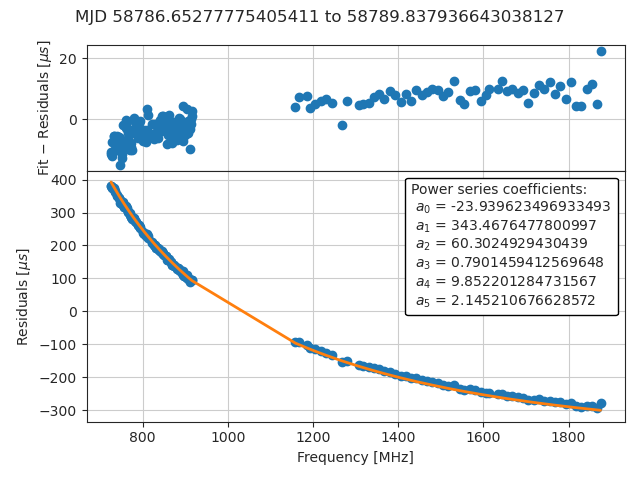 MJD 58786.65277775405411 to 58789.837936643038127
Fit − Residuals [μs]
20
0
Residuals [μs]
400
300
200
100
0
−100
−200
−300
Power series coefficients:
a0 = -23.939623496933493
a1 = 343.4676477800997
a2 = 60.3024929430439
a3 = 0.7901459412569648
a4 = 9.852201284731567
a5 = 2.145210676628572
800 1000 1200 1400 1600 1800
Frequency [MHz]